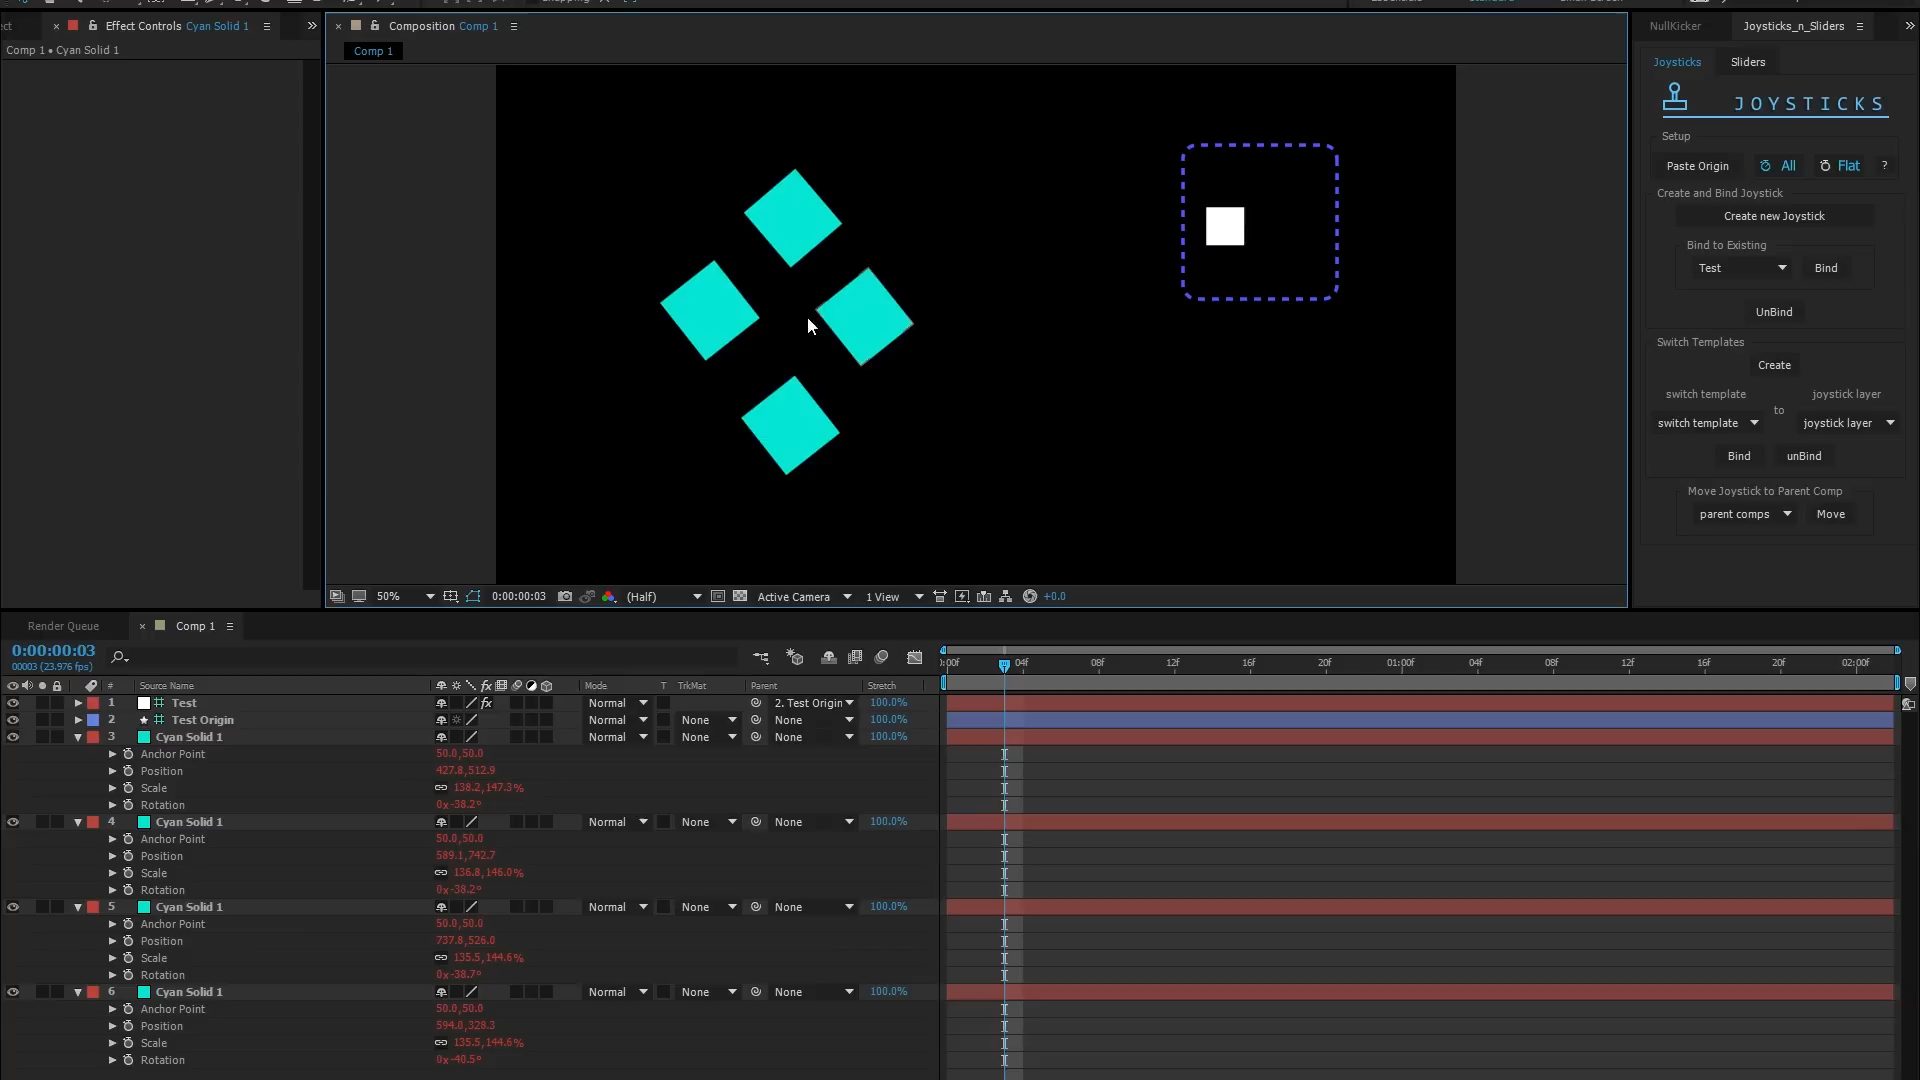 Effect Controls Cyan Solid 1
Comp 1 • Cyan Solid 1
Composition Comp 1
Comp 1
NullKicker
Joysticks_n_Sliders
Joysticks
Sliders
JOYSTICKS
Setup
Paste Origin
All
Flat
?
Create and Bind Joystick
Create new Joystick
Bind to Existing
Test
Bind
UnBind
Switch Templates
Create
switch template
joystick layer
to
switch template
joystick layer
Bind
unBind
Move Joystick to Parent Comp
parent comps
Move
50%
0:00:00:03
(Half)
Active Camera
1 View
+0.0
Render Queue
Comp 1
0:00:00:03
00003 (23.976 fps)
04f 08f 12f 16f 20f 01:00f 04f 08f 12f 16f 20f 02:00f
# Source Name Mode T TrkMat Parent Stretch
1 Test Normal 2. Test Origin 100.0%
2 Test Origin Normal None None 100.0%
3 Cyan Solid 1 Normal None None 100.0%
Anchor Point 50.0,50.0
Position 427.8,512.9
Scale 138.2,147.3%
Rotation 0x-38.2°
4 Cyan Solid 1 Normal None None 100.0%
Anchor Point 50.0,50.0
Position 589.1,742.7
Scale 136.8,146.0%
Rotation 0x-38.2°
5 Cyan Solid 1 Normal None None 100.0%
Anchor Point 50.0,50.0
Position 737.8,526.0
Scale 135.5,144.6%
Rotation 0x-38.7°
6 Cyan Solid 1 Normal None None 100.0%
Anchor Point 50.0,50.0
Position 594.0,328.3
Scale 135.5,144.6%
Rotation 0x-40.5°